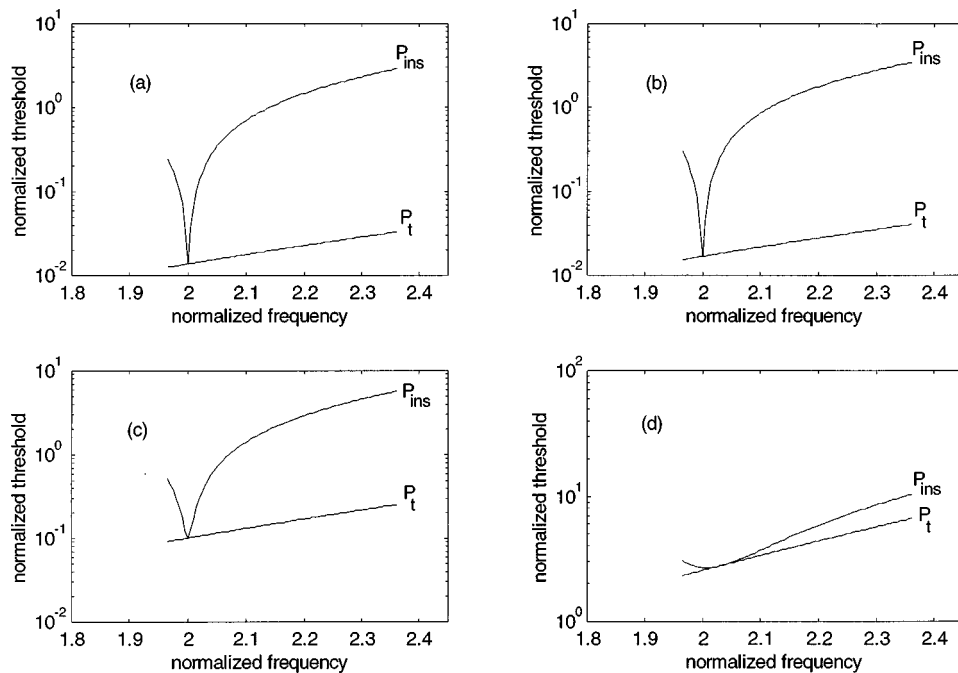 10^1
P_ins
(a)
10^0
normalized threshold
10^-1
P_t
10^-2
1.8 1.9 2 2.1 2.2 2.3 2.4
normalized frequency
10^1
P_ins
(b)
10^0
normalized threshold
10^-1
P_t
10^-2
1.8 1.9 2 2.1 2.2 2.3 2.4
normalized frequency
10^1
P_ins
(c)
10^0
normalized threshold
P_t
10^-1
10^-2
1.8 1.9 2 2.1 2.2 2.3 2.4
normalized frequency
10^2
(d)
normalized threshold
10^1
P_ins
P_t
10^0
1.8 1.9 2 2.1 2.2 2.3 2.4
normalized frequency